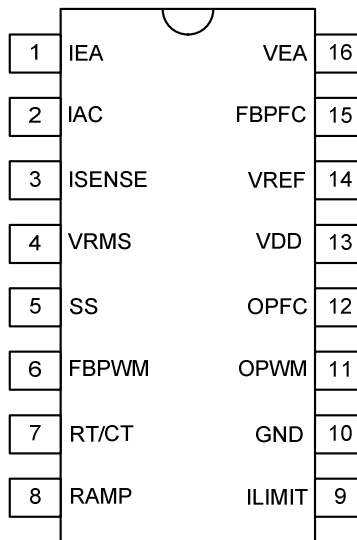 1 IEA VEA 16
2 IAC FBPFC 15
3 ISENSE VREF 14
4 VRMS VDD 13
5 SS OPFC 12
6 FBPWM OPWM 11
7 RT/CT GND 10
8 RAMP ILIMIT 9